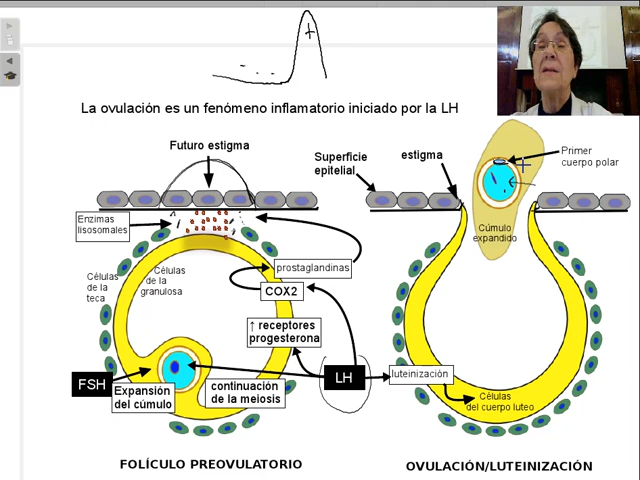 La ovulación es un fenómeno inflamatorio iniciado por la LH
Futuro estigma
Superficie
epitelial
estigma
Primer
cuerpo polar
Enzimas
lisosomales
Cúmulo
expandido
Células
de la
teca
Células
de la
granulosa
prostaglandinas
COX2
↑ receptores
progesterona
FSH
Expansión
del cúmulo
continuación
de la meiosis
LH
luteinización
Células
del cuerpo luteo
FOLÍCULO PREOVULATORIO
OVULACIÓN/LUTEINIZACIÓN